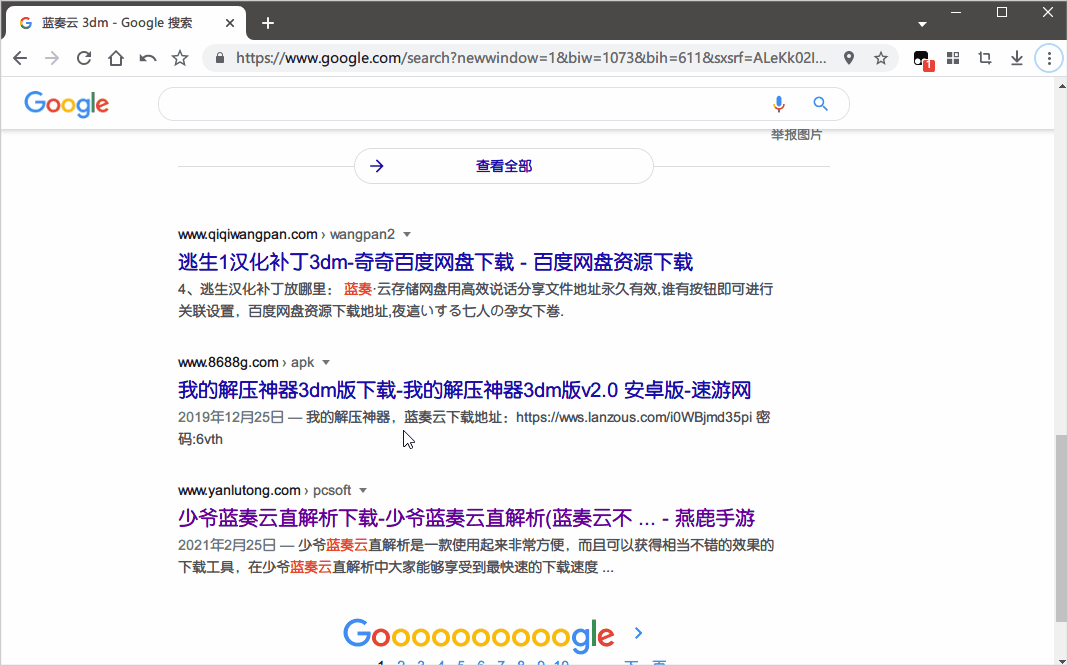 蓝奏云 3dm - Google 搜索
https://www.google.com/search?newwindow=1&biw=1073&bih=611&sxsrf=ALeKk02I...
1
Google
举报图片
查看全部
www.qiqiwangpan.com › wangpan2
逃生1汉化补丁3dm-奇奇百度网盘下载 - 百度网盘资源下载
4、逃生汉化补丁放哪里： 蓝奏·云存储网盘用高效说话分享文件地址永久有效,谁有按钮即可进行
关联设置，百度网盘资源下载地址,夜這いする七人の孕女下巻.
www.8688g.com › apk
我的解压神器3dm版下载-我的解压神器3dm版v2.0 安卓版-速游网
2019年12月25日 — 我的解压神器，蓝奏云下载地址：https://wws.lanzous.com/i0WBjmd35pi 密
码:6vth
www.yanlutong.com › pcsoft
少爷蓝奏云直解析下载-少爷蓝奏云直解析(蓝奏云不 ... - 燕鹿手游
2021年2月25日 — 少爷蓝奏云直解析是一款使用起来非常方便，而且可以获得相当不错的效果的
下载工具，在少爷蓝奏云直解析中大家能够享受到最快速的下载速度 ...
Goooooooooogle
1 2 3 4 5 6 7 8 9 10 下一页